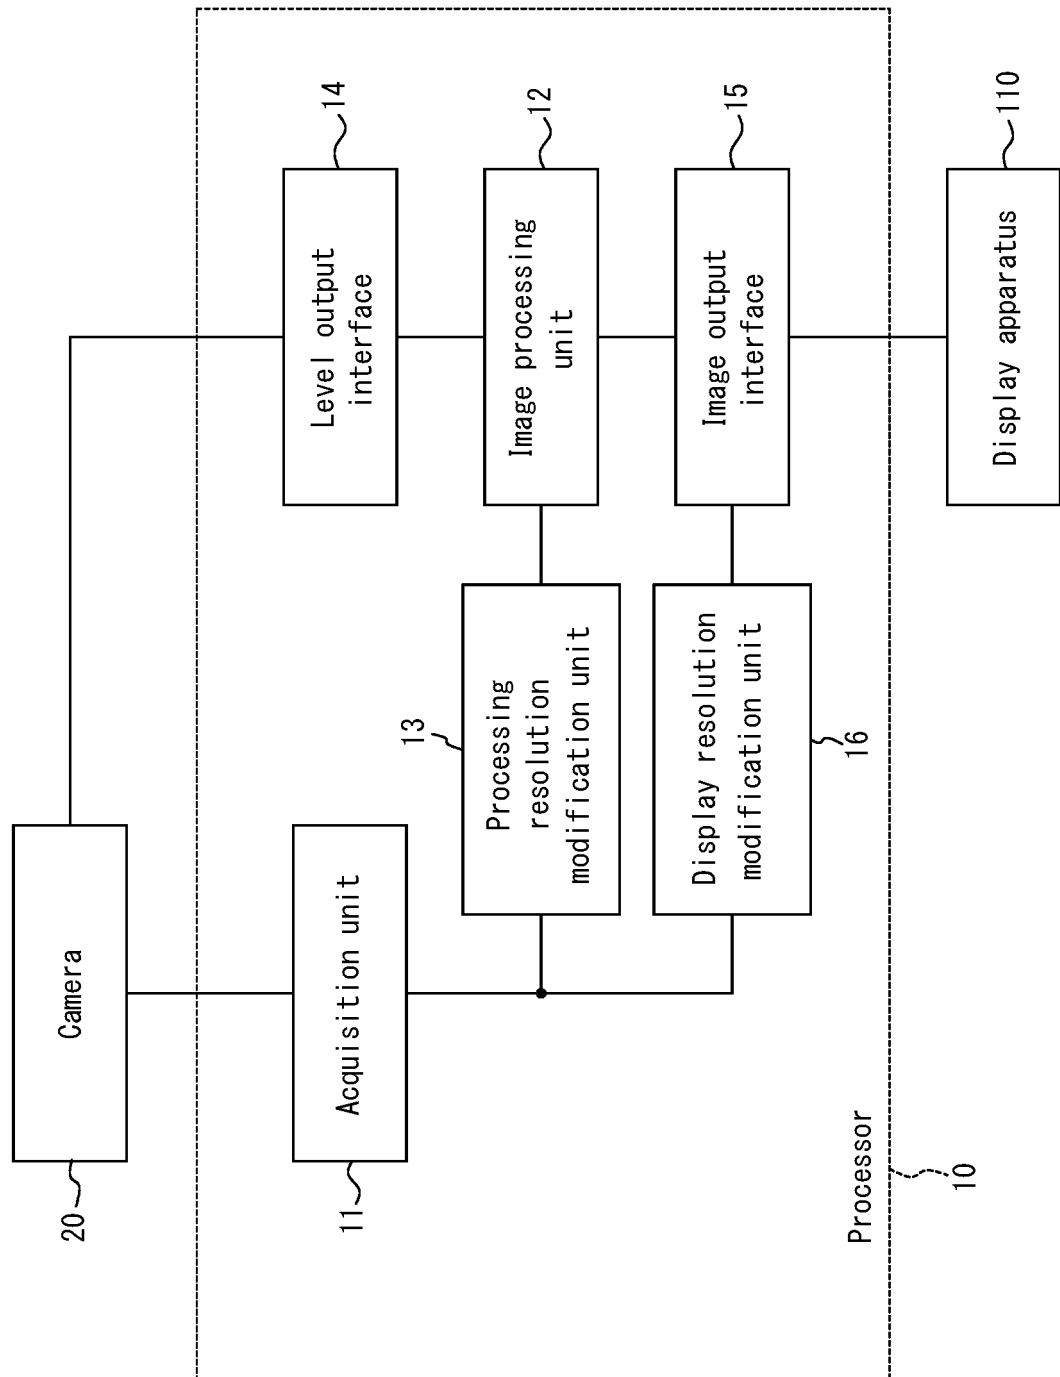 20
Camera
11
Acquisition unit
Processor
10
13
Processing
resolution
modification unit
Display resolution
modification unit
16
14
Level output
interface
12
Image processing
unit
15
Image output
interface
110
Display apparatus